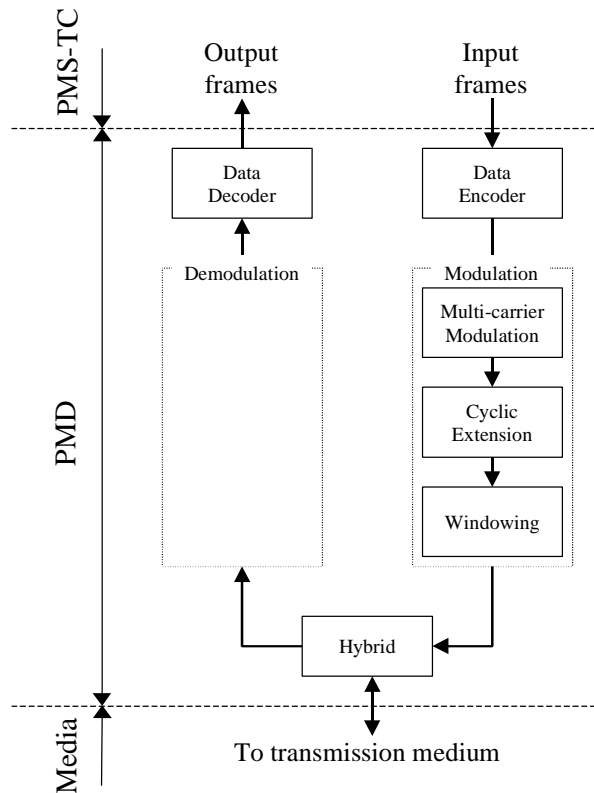 PMS-TC
Output
frames
Input
frames
PMD
Data
Decoder
Data
Encoder
Demodulation
Modulation
Multi-carrier
Modulation
Cyclic
Extension
Windowing
Hybrid
Media
To transmission medium